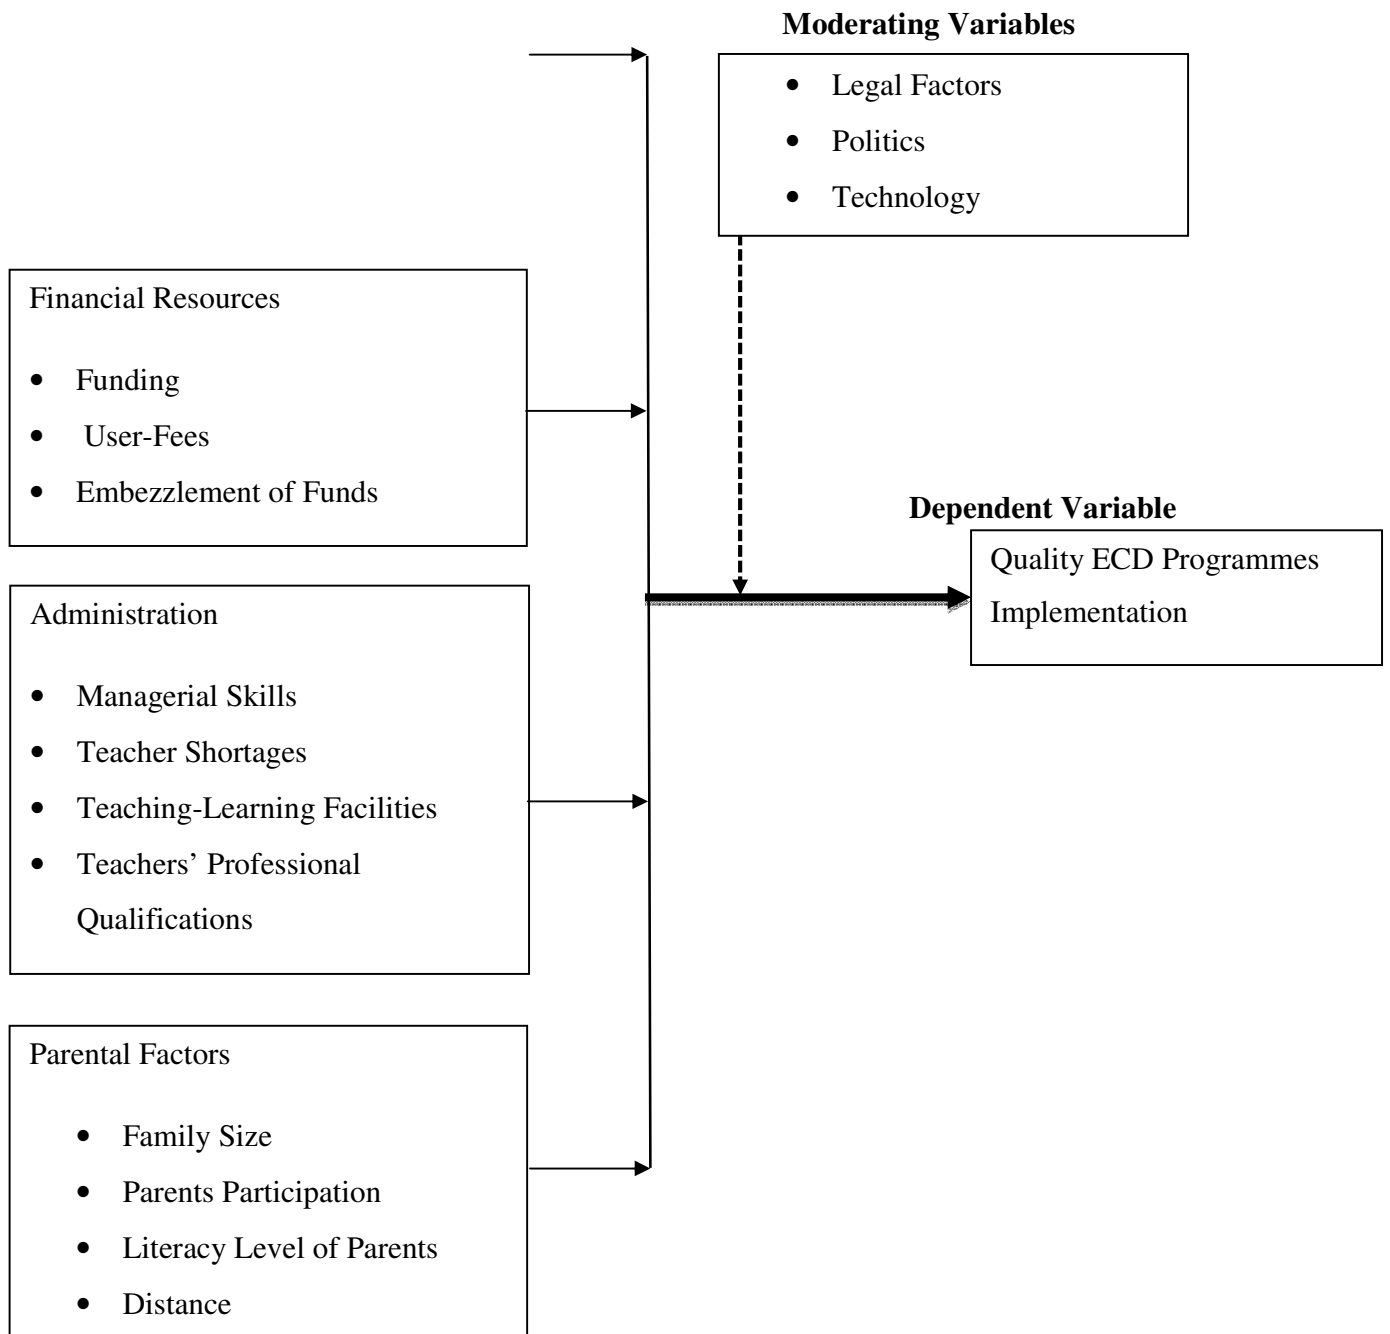 Moderating Variables
• Legal Factors
• Politics
• Technology
Financial Resources
• Funding
• User-Fees
• Embezzlement of Funds
Dependent Variable
Quality ECD Programmes
Implementation
Administration
• Managerial Skills
• Teacher Shortages
• Teaching-Learning Facilities
• Teachers’ Professional
Qualifications
Parental Factors
• Family Size
• Parents Participation
• Literacy Level of Parents
• Distance